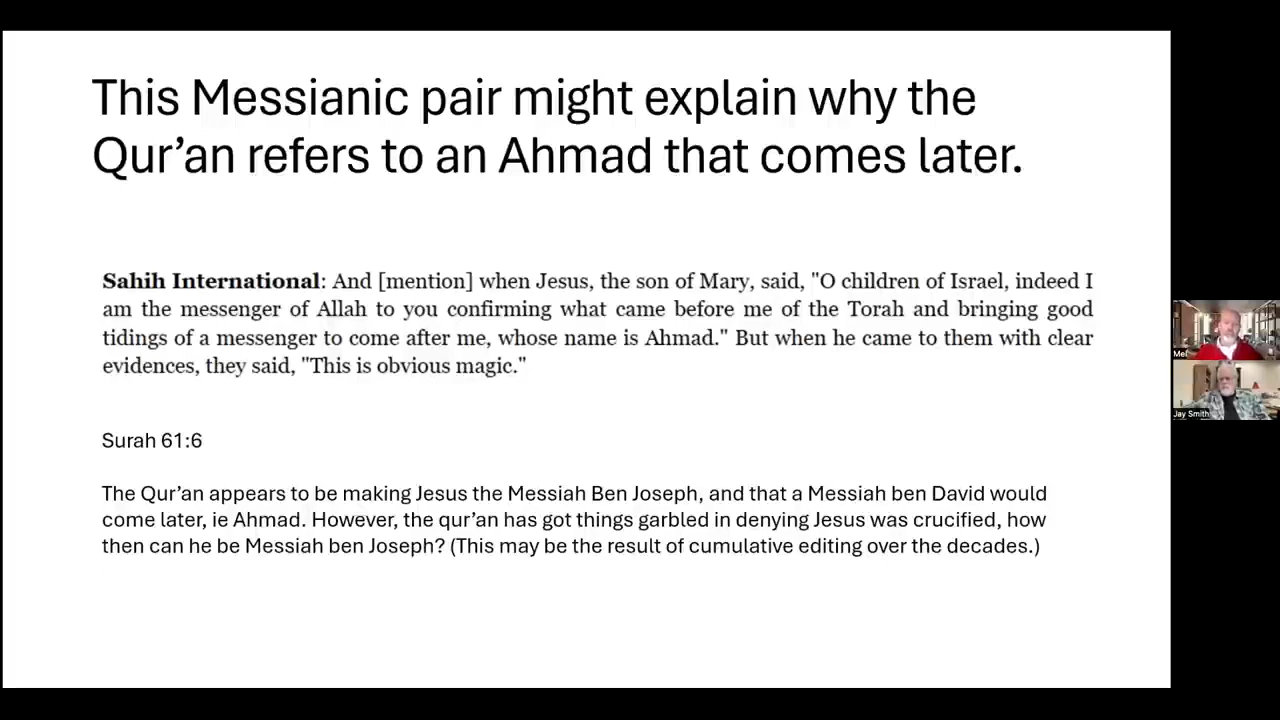 This Messianic pair might explain why the
Qur’an refers to an Ahmad that comes later.
Sahih International: And [mention] when Jesus, the son of Mary, said, "O children of Israel, indeed I
am the messenger of Allah to you confirming what came before me of the Torah and bringing good
tidings of a messenger to come after me, whose name is Ahmad." But when he came to them with clear
evidences, they said, "This is obvious magic."
Surah 61:6
The Qur’an appears to be making Jesus the Messiah Ben Joseph, and that a Messiah ben David would
come later, ie Ahmad. However, the qur’an has got things garbled in denying Jesus was crucified, how
then can he be Messiah ben Joseph? (This may be the result of cumulative editing over the decades.)
Mel
Jay Smith